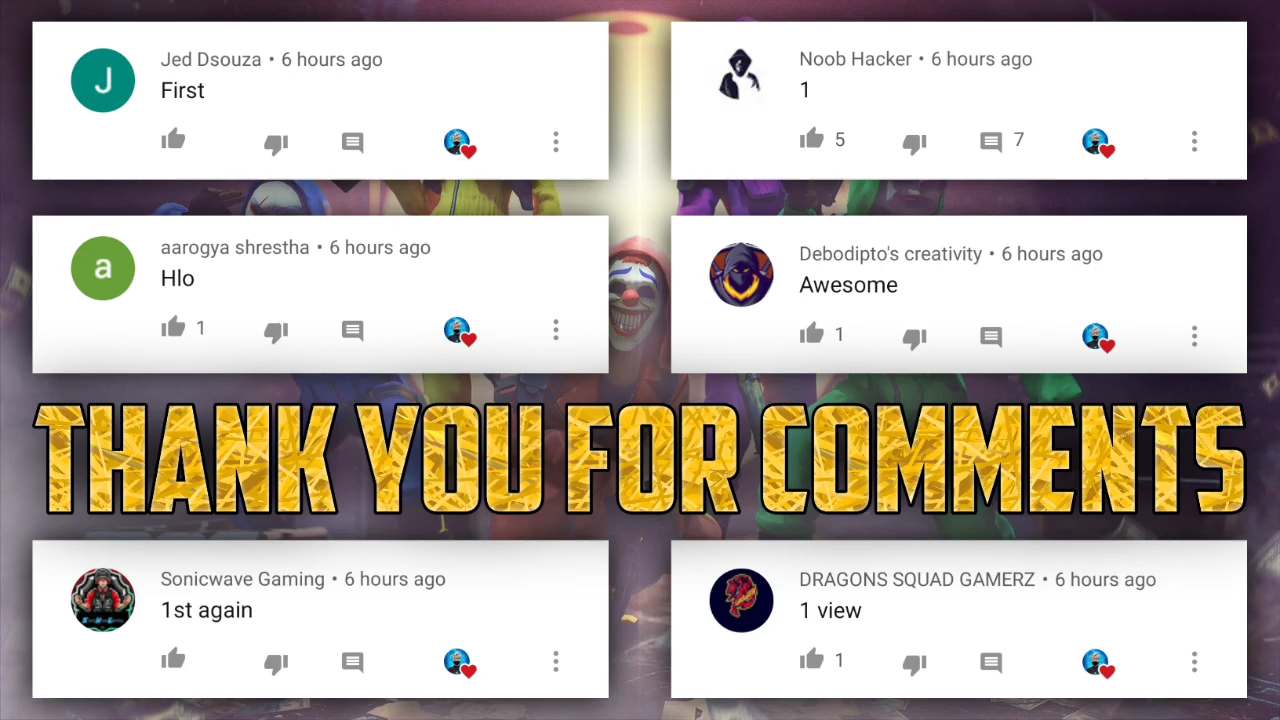 Jed Dsouza • 6 hours ago
First
Noob Hacker • 6 hours ago
1
5
7
aarogya shrestha • 6 hours ago
Hlo
1
Debodipto's creativity • 6 hours ago
Awesome
1
THANK YOU FOR COMMENTS
Sonicwave Gaming • 6 hours ago
1st again
DRAGONS SQUAD GAMERZ • 6 hours ago
1 view
1
J
a